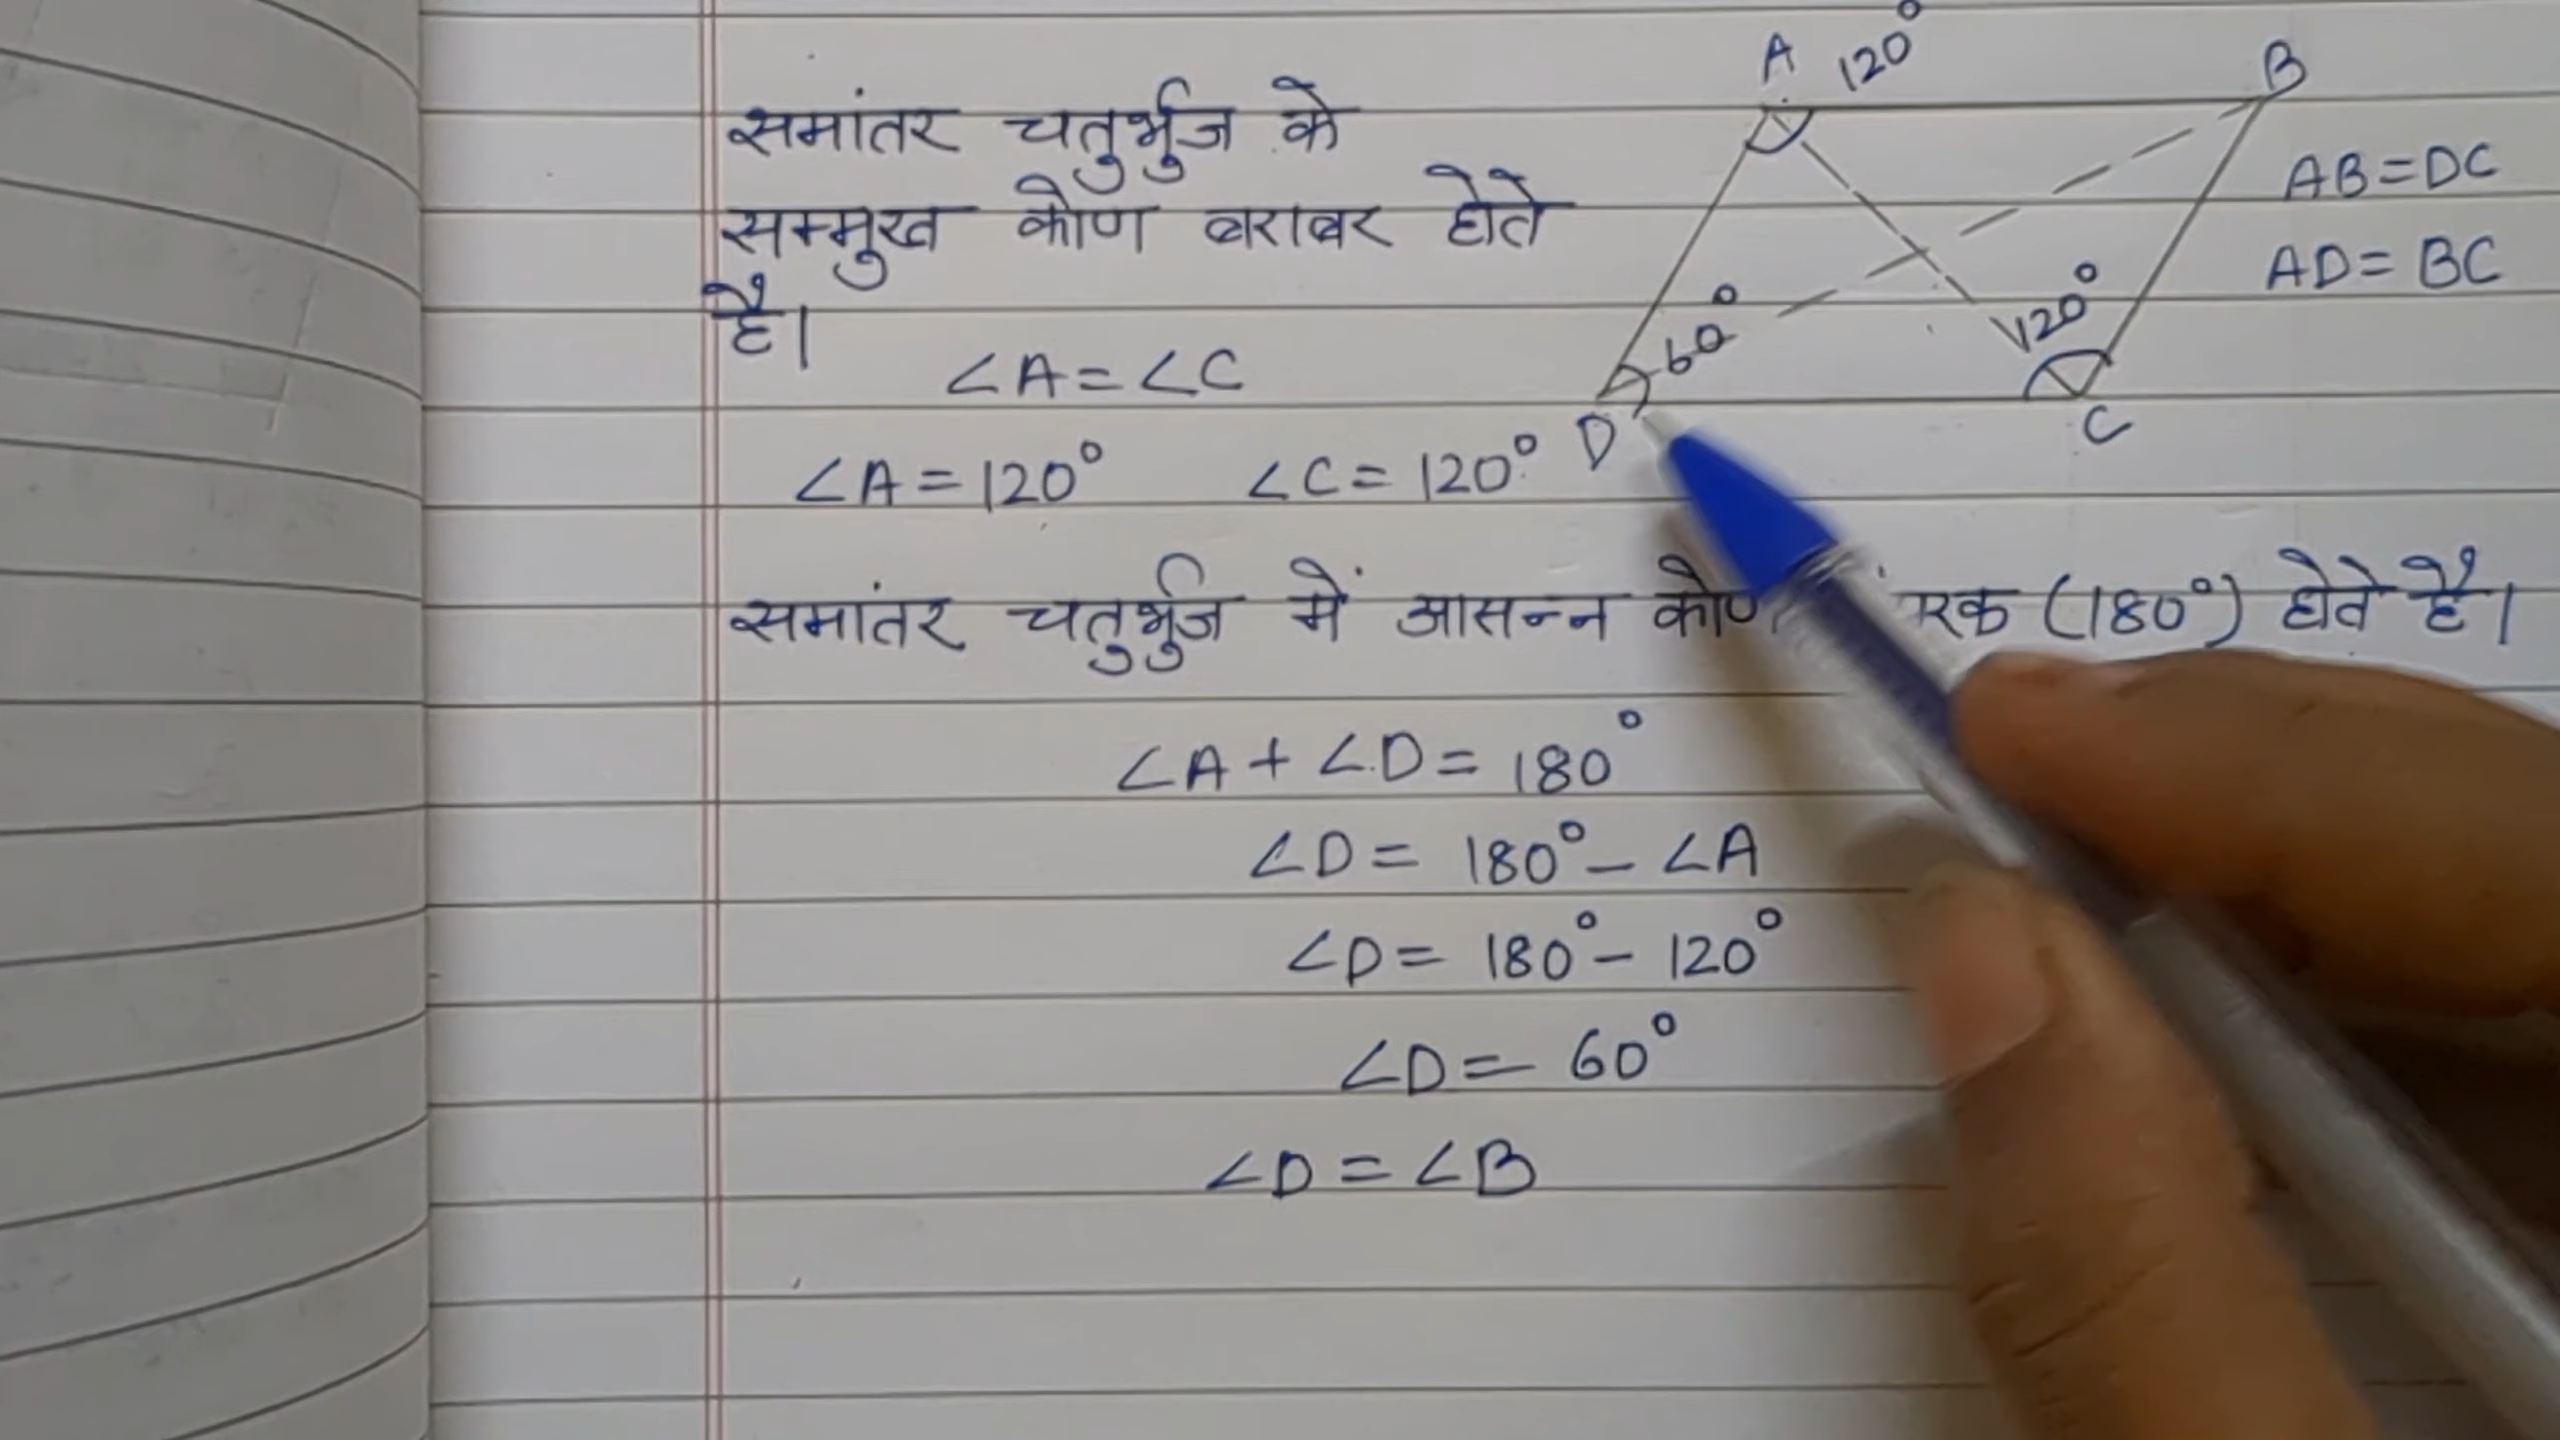 समांतर चतुर्भुज के
सम्मुख कोण बराबर होते
है।
∠A = ∠C
∠A = 120° ∠C = 120°
A 120° B
AB = DC
AD = BC
60° 120°
D C
समांतर चतुर्भुज में आसन्न कोण (180°) होते है।
∠A + ∠D = 180°
∠D = 180° - ∠A
∠D = 180° - 120°
∠D = 60°
∠D = ∠B